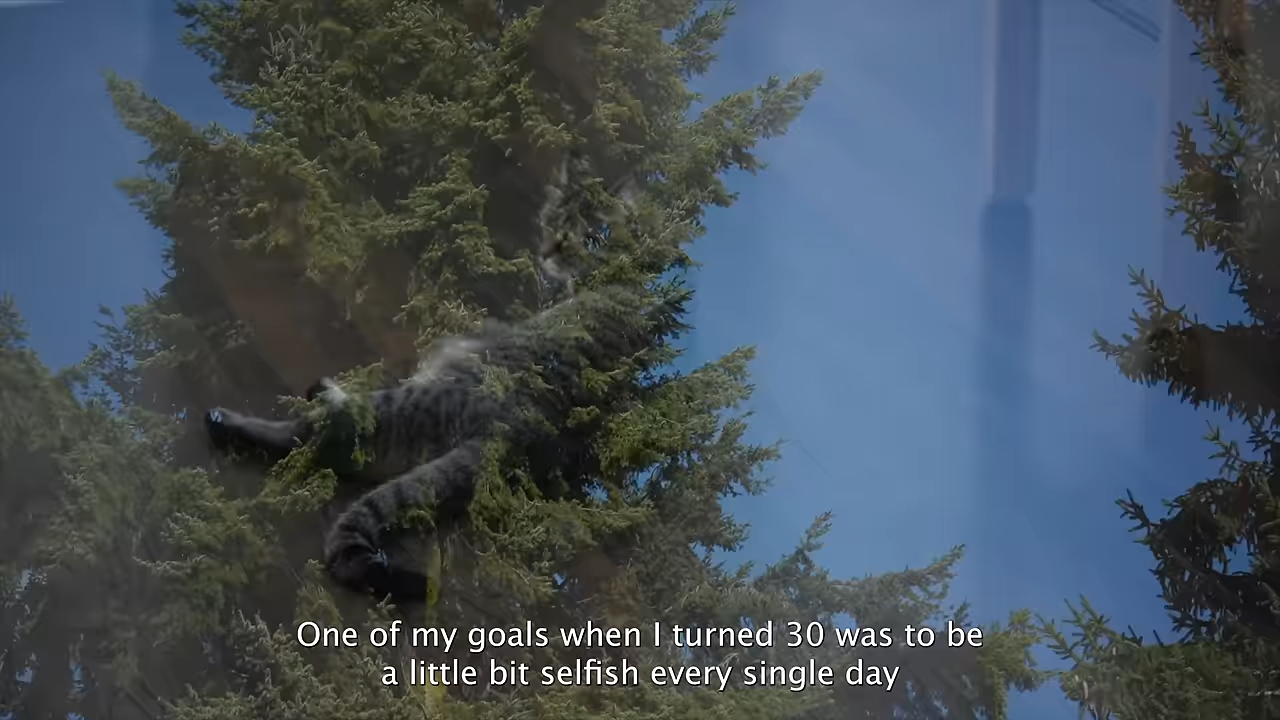 One of my goals when I turned 30 was to be
a little bit selfish every single day